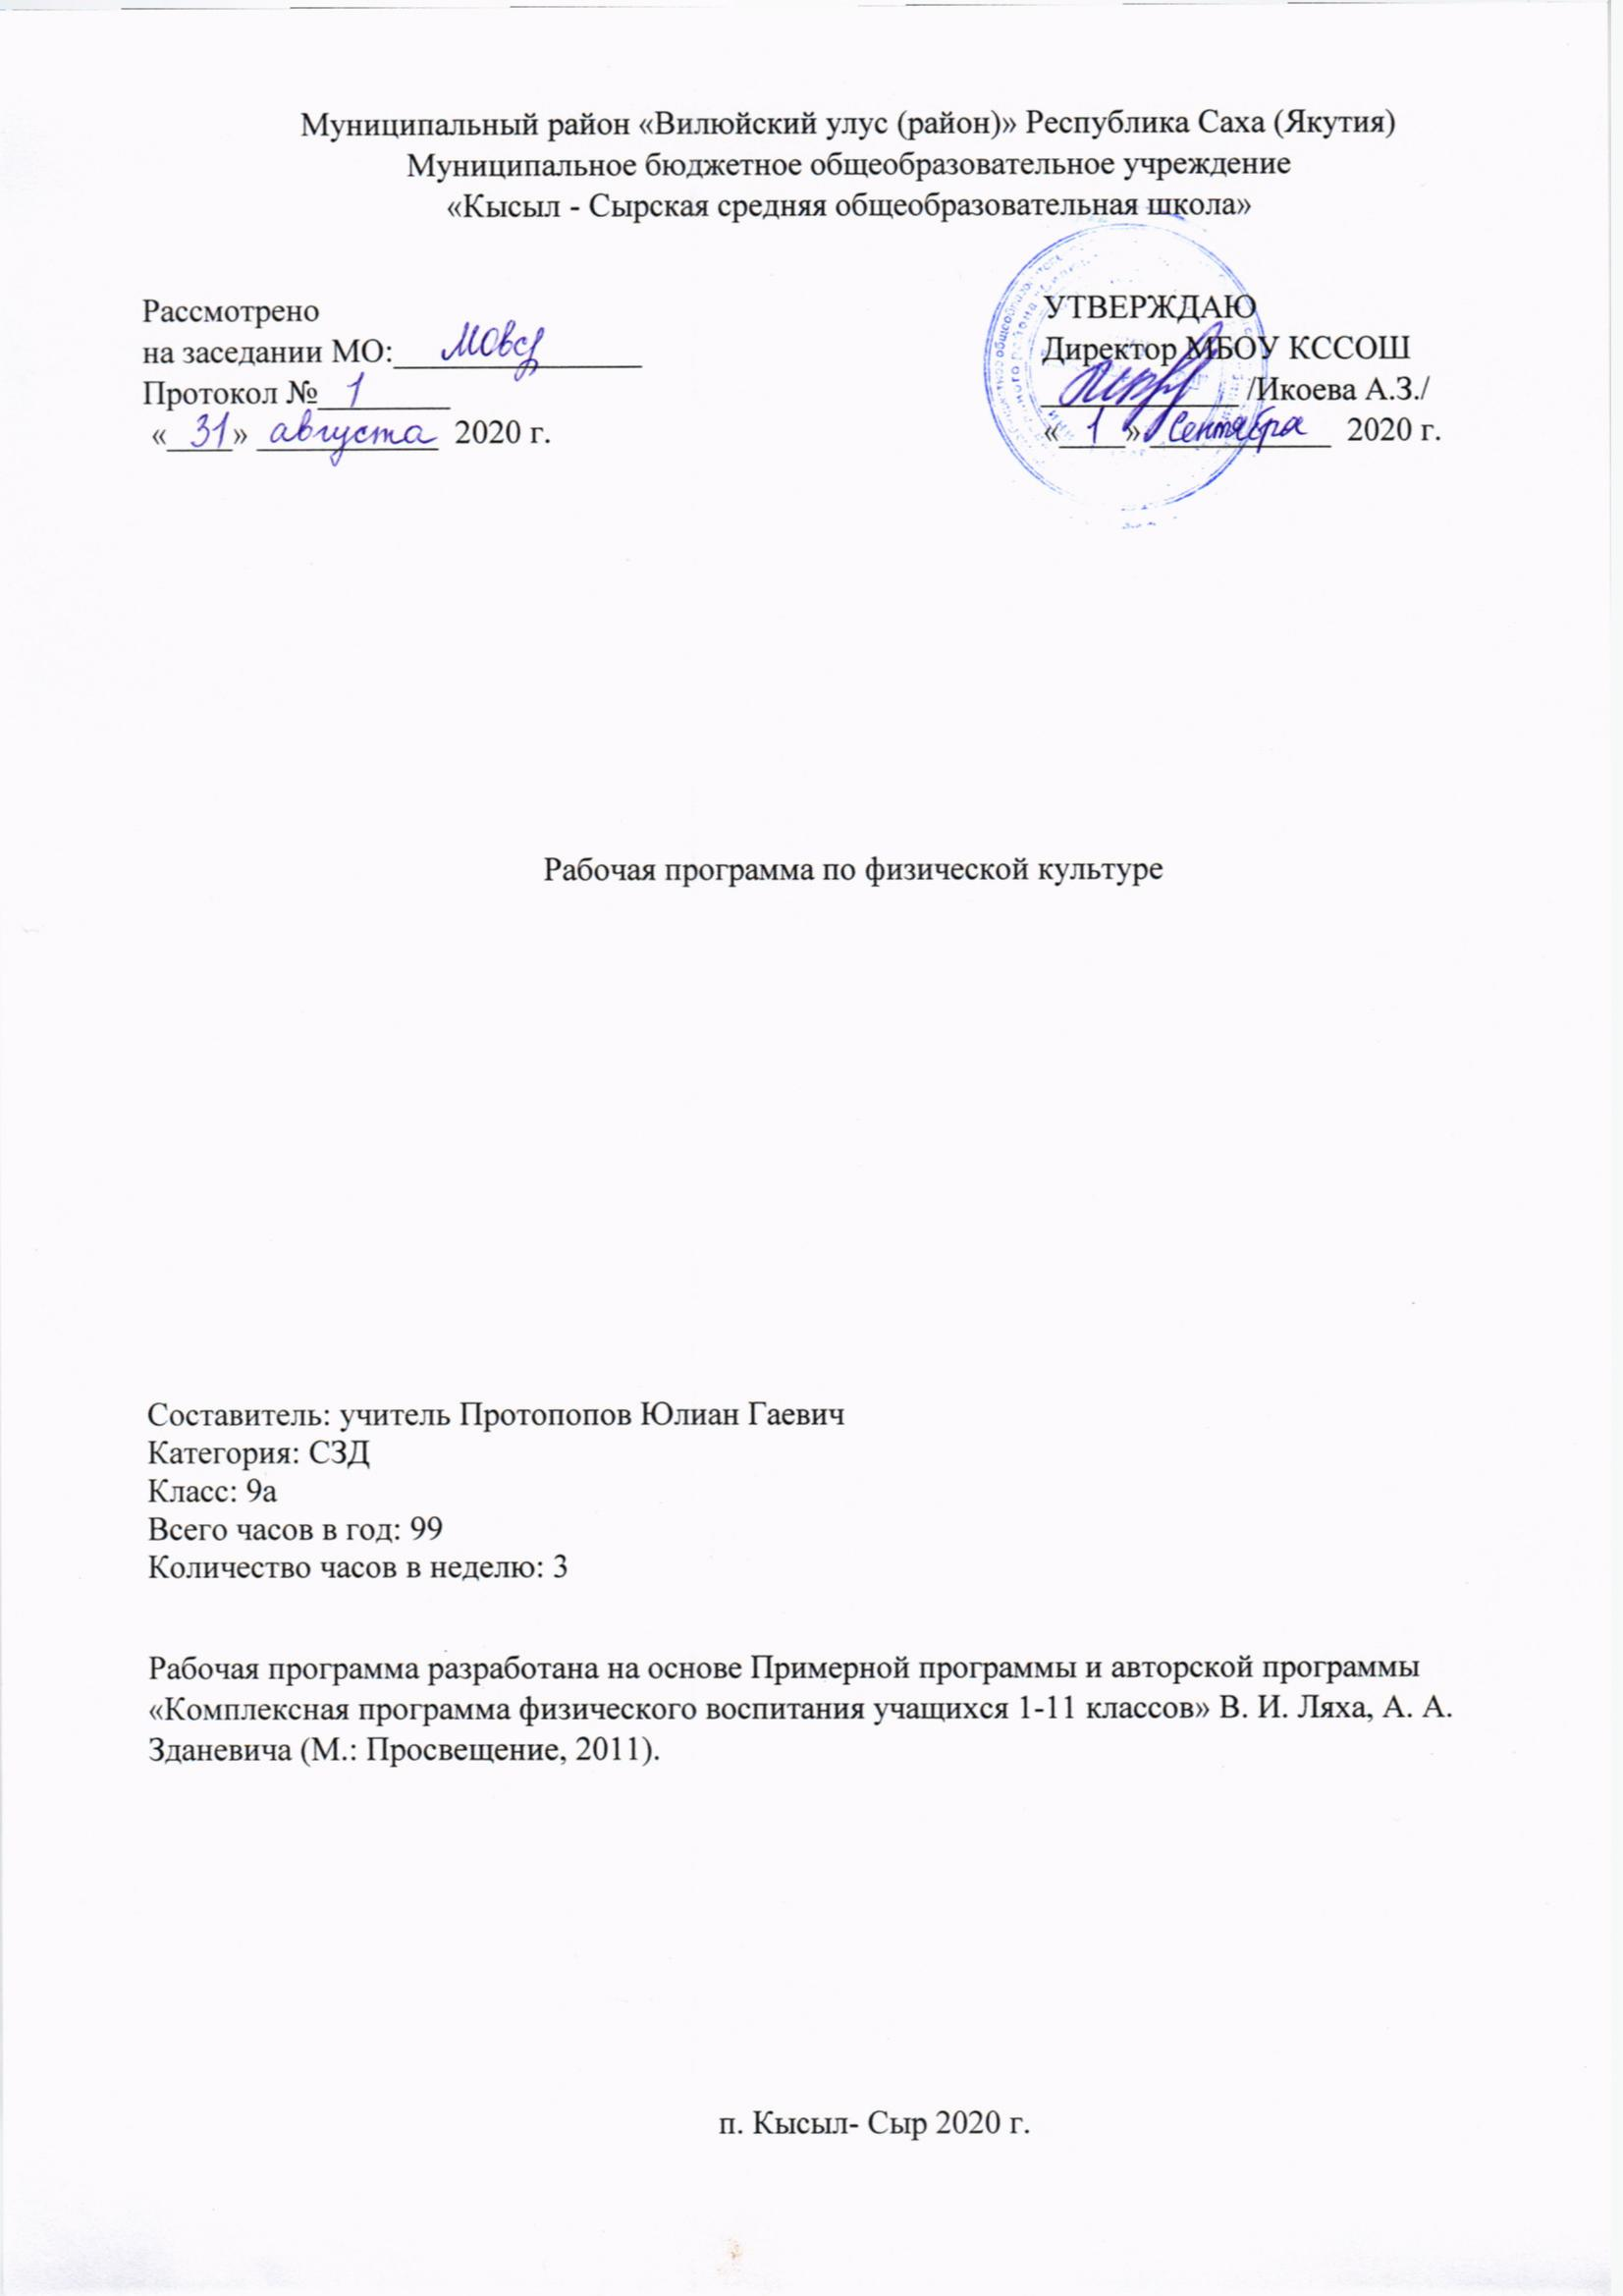 Муниципальный район «Вилюйский улус (район)» Республика Саха (Якутия)
Муниципальное бюджетное общеобразовательное учреждение
«Кысыл - Сырская средняя общеобразовательная школа»
Рассмотрено
на заседании МО:
Протокол № 1
« 31 » августа 2020 г.
УТВЕРЖДАЮ
Директор МБОУ КССОШ
/Икоева А.З./
« 1 » Сентября 2020 г.
Рабочая программа по физической культуре
Составитель: учитель Протопопов Юлиан Гаевич
Категория: СЗД
Класс: 9а
Всего часов в год: 99
Количество часов в неделю: 3
Рабочая программа разработана на основе Примерной программы и авторской программы
«Комплексная программа физического воспитания учащихся 1-11 классов» В. И. Ляха, А. А.
Зданевича (М.: Просвещение, 2011).
п. Кысыл- Сыр 2020 г.